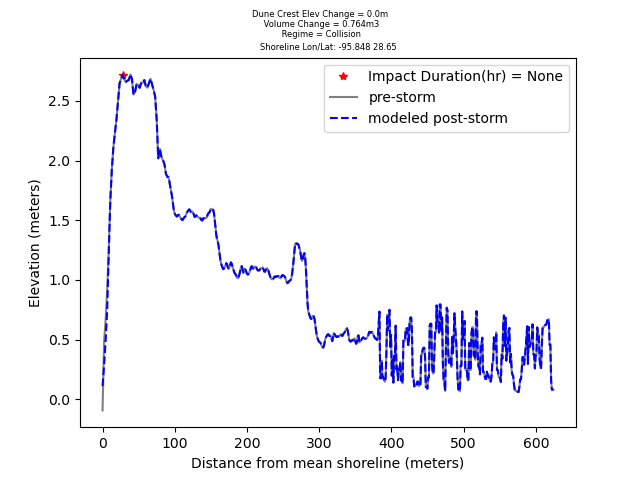 Dune Crest Elev Change = 0.0m
Volume Change = 0.764m3
Regime = Collision
Shoreline Lon/Lat: -95.848 28.65
Impact Duration(hr) = None
pre-storm
modeled post-storm
Elevation (meters)
2.5
2.0
1.5
1.0
0.5
0.0
0 100 200 300 400 500 600
Distance from mean shoreline (meters)